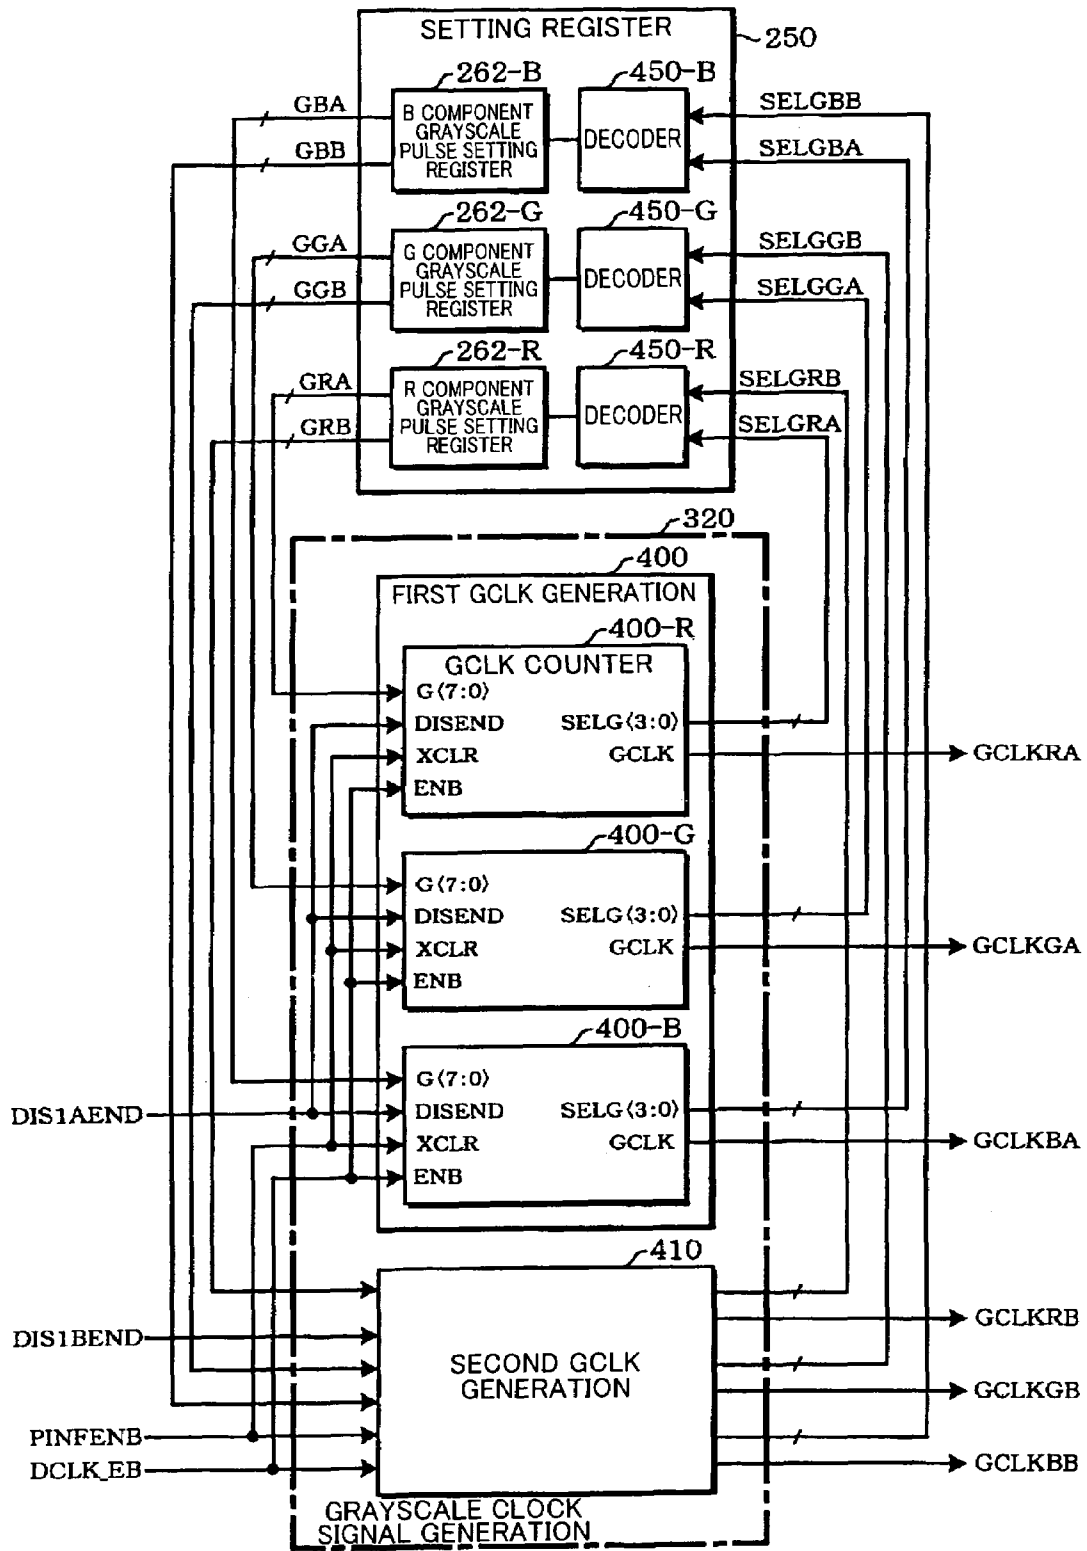 SETTING REGISTER
250
262-B
450-B
GBA
B COMPONENT
GRAYSCALE
PULSE SETTING
REGISTER
DECODER
SELGBB
GBB
SELGBA
262-G
450-G
GGA
G COMPONENT
GRAYSCALE
PULSE SETTING
REGISTER
DECODER
SELGGB
GGB
SELGGA
262-R
450-R
GRA
R COMPONENT
GRAYSCALE
PULSE SETTING
REGISTER
DECODER
SELGRB
GRB
SELGRA
320
400
FIRST GCLK GENERATION
400-R
GCLK COUNTER
G⟨7:0⟩
DISEND
SELG⟨3:0⟩
XCLR
GCLK
GCLKRA
ENB
400-G
G⟨7:0⟩
DISEND
SELG⟨3:0⟩
XCLR
GCLK
GCLKGA
ENB
400-B
G⟨7:0⟩
DIS1AEND
DISEND
SELG⟨3:0⟩
XCLR
GCLK
GCLKBA
ENB
410
GCLKRB
DIS1BEND
SECOND GCLK
GENERATION
GCLKGB
PINFENB
DCLK_EB
GCLKBB
GRAYSCALE CLOCK
SIGNAL GENERATION